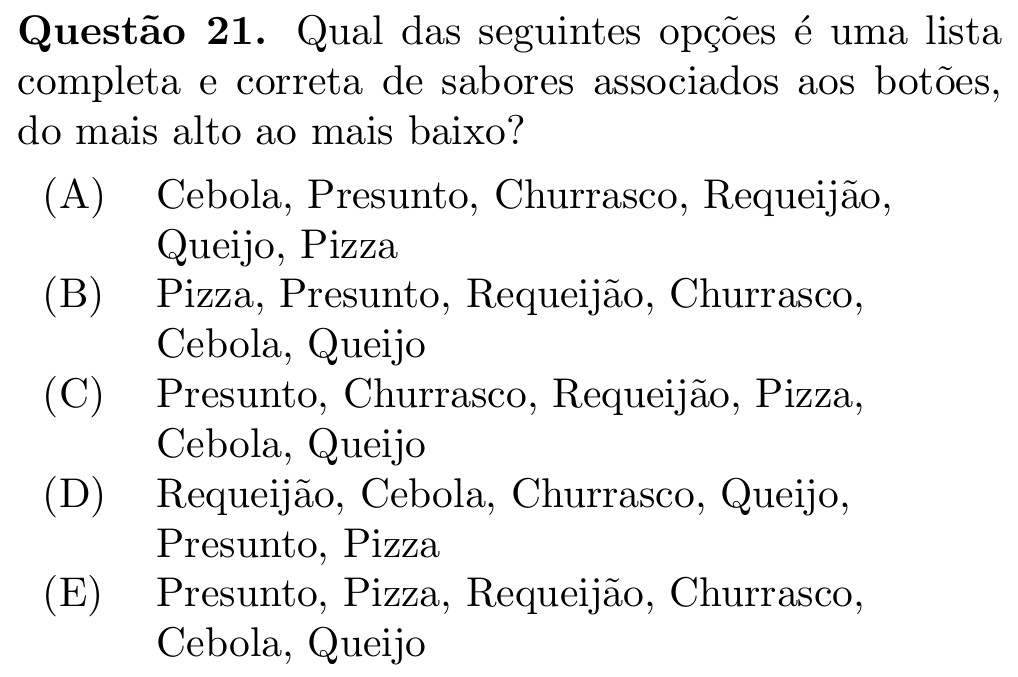 Questão 21. Qual das seguintes opções é uma lista
completa e correta de sabores associados aos botões,
do mais alto ao mais baixo?
(A) Cebola, Presunto, Churrasco, Requeijão,
Queijo, Pizza
(B) Pizza, Presunto, Requeijão, Churrasco,
Cebola, Queijo
(C) Presunto, Churrasco, Requeijão, Pizza,
Cebola, Queijo
(D) Requeijão, Cebola, Churrasco, Queijo,
Presunto, Pizza
(E) Presunto, Pizza, Requeijão, Churrasco,
Cebola, Queijo